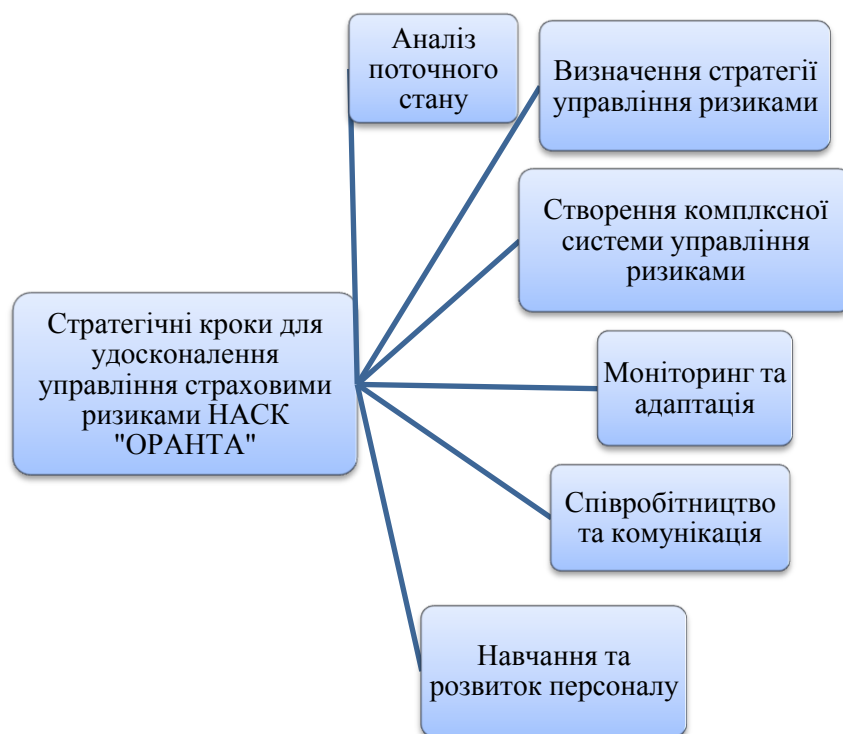 Аналіз
поточного
стану
Визначення стратегії
управління ризиками
Створення комплксної
системи управління
ризиками
Стратегічні кроки для
удосконалення
управління страховими
ризиками НАСК
"ОРАНТА"
Моніторинг та
адаптація
Співробітництво
та комунікація
Навчання та
розвиток персоналу